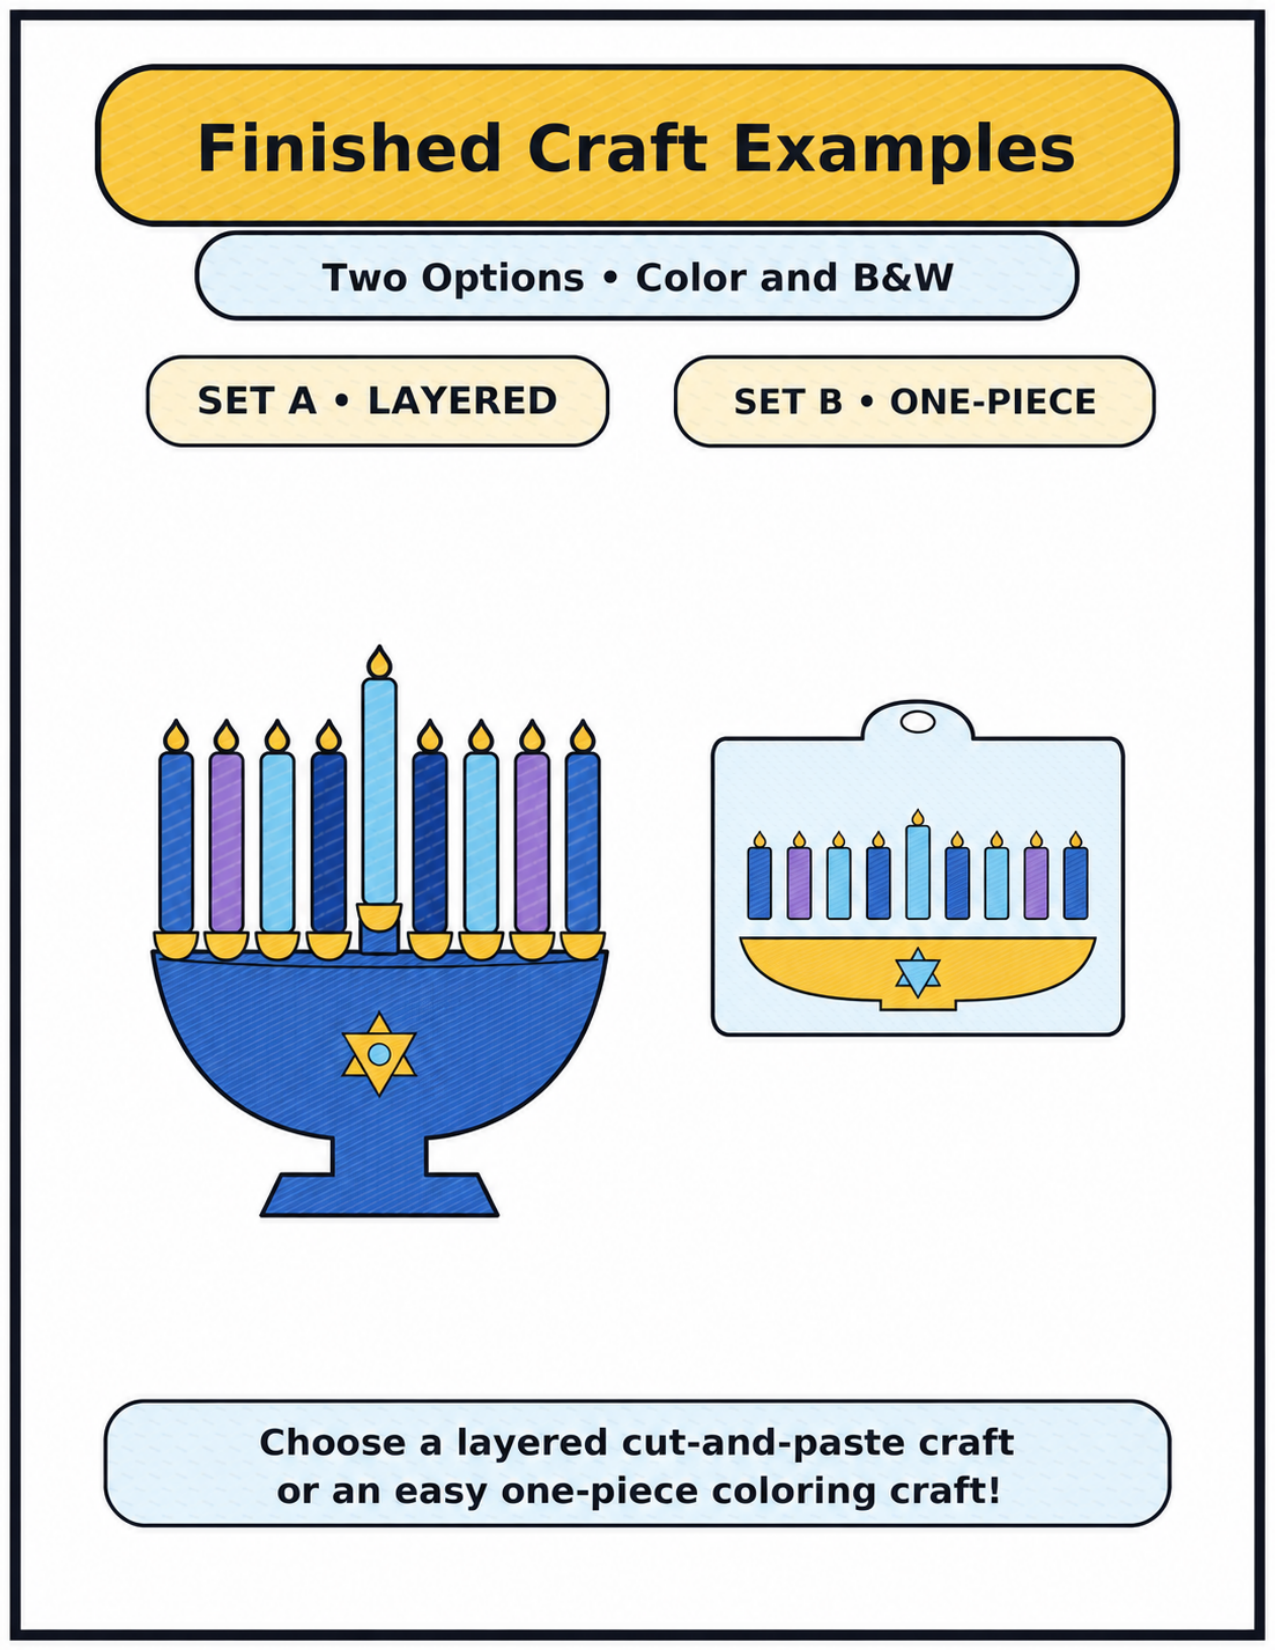 Finished Craft Examples
Two Options • Color and B&W
SET A • LAYERED
SET B • ONE-PIECE
Choose a layered cut-and-paste craft
or an easy one-piece coloring craft!